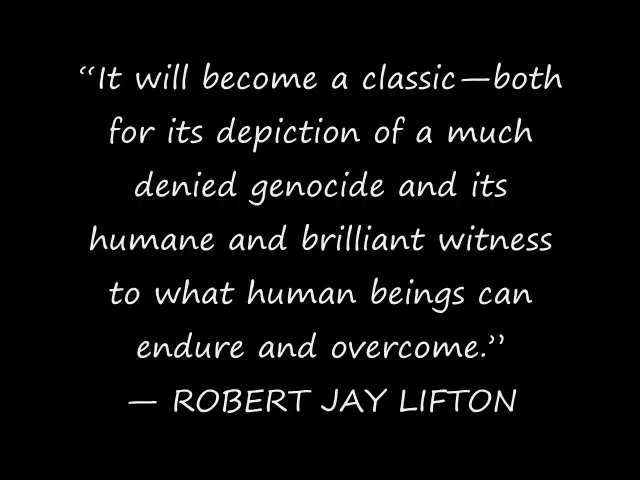 “It will become a classic—both
for its depiction of a much
denied genocide and its
humane and brilliant witness
to what human beings can
endure and overcome.”
— ROBERT JAY LIFTON